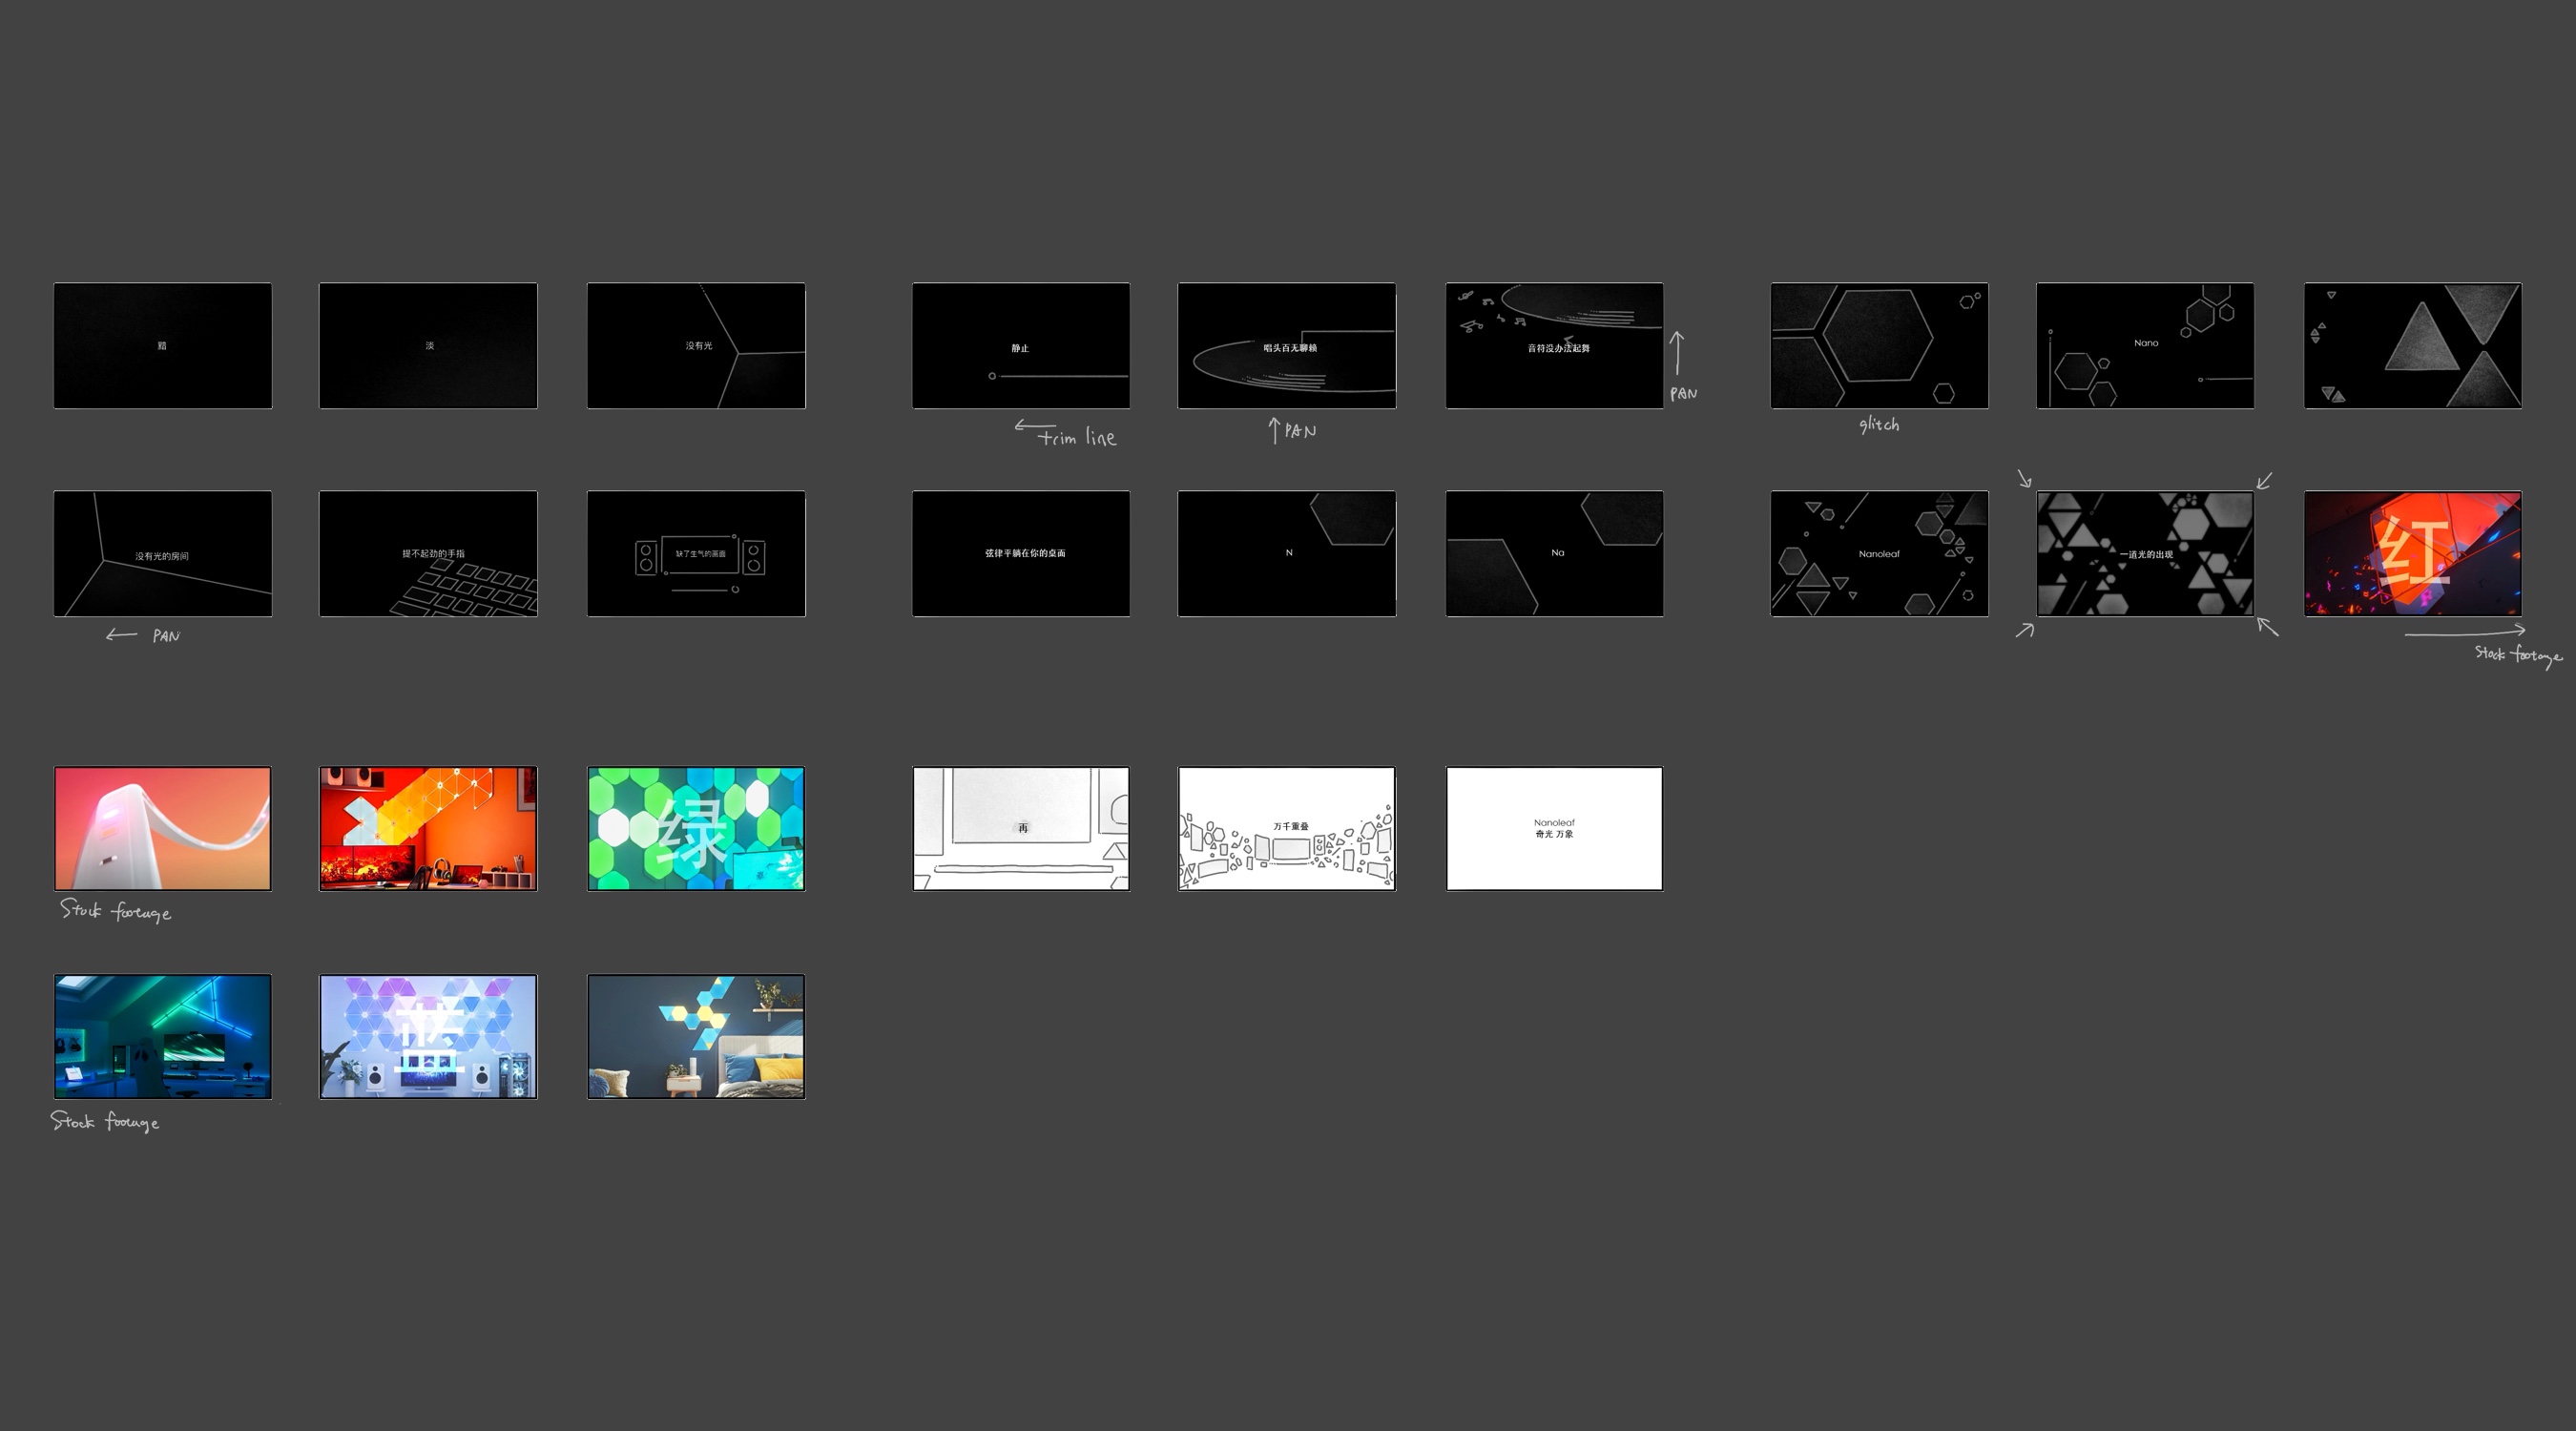 黯
淡
没有光
没有光的房间
← PAN
提不起劲的手指
缺了生气的画面
静止
← trim line
唱头百无聊赖
↑ PAN
音符没办法起舞
PAN
弦律平躺在你的桌面
N
Na
glitch
Nano
Nanoleaf
一道光的出现
红
Stock footage
Stock footage
绿
Stock footage
蓝
再
万千重叠
Nanoleaf
奇光 万象